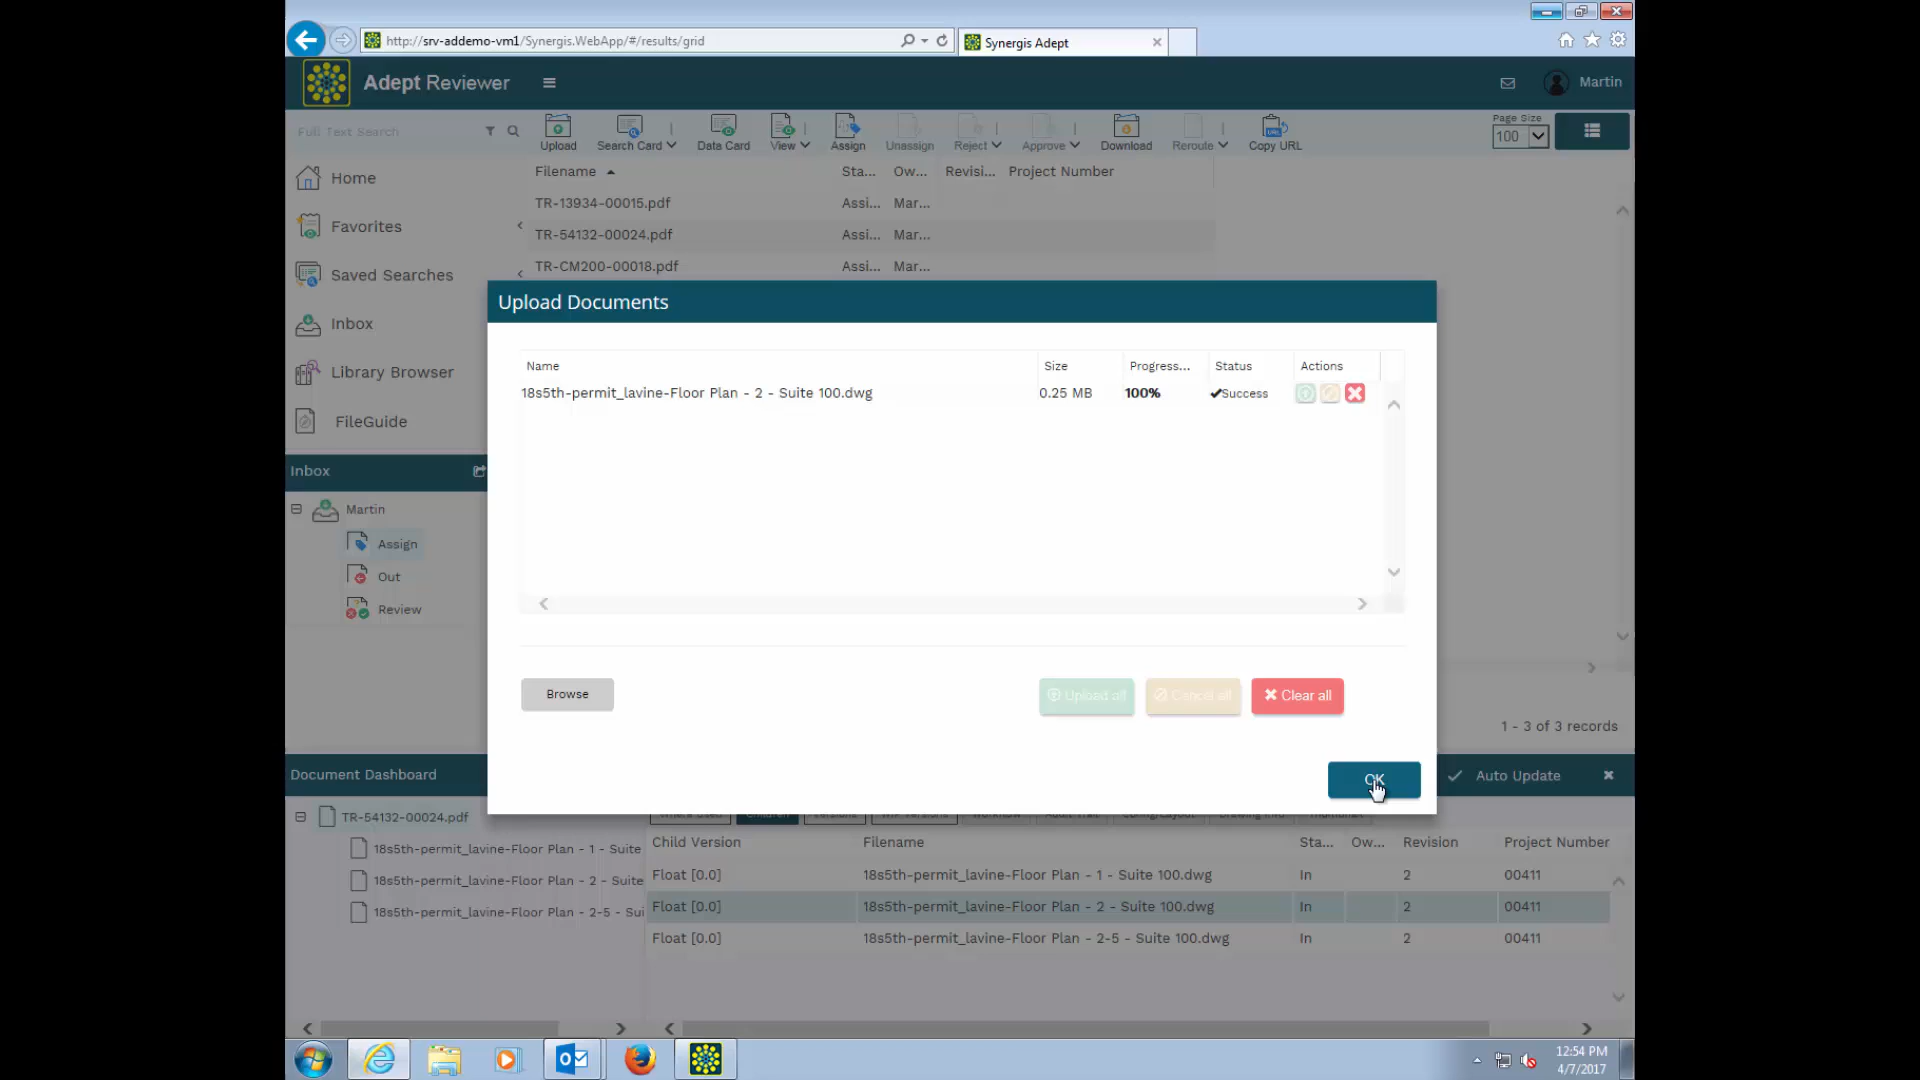 http://srv-addemo-vm1/Synergis.WebApp/#/results/grid
Synergis Adept
Adept Reviewer
Martin
Full Text Search
Upload
Search Card
Data Card
View
Assign
Unassign
Reject
Approve
Download
Reroute
Copy URL
Page Size
100
Home
Favorites
Saved Searches
Inbox
Library Browser
FileGuide
Filename Sta... Ow... Revisi... Project Number
TR-13934-00015.pdf Assi... Mar...
TR-54132-00024.pdf Assi... Mar...
TR-CM200-00018.pdf Assi... Mar...
Inbox
Martin
Assign
Out
Review
Upload Documents
Name Size Progress... Status Actions
18s5th-permit_lavine-Floor Plan - 2 - Suite 100.dwg 0.25 MB 100% Success
Browse
Upload all
Cancel all
Clear all
OK
1 - 3 of 3 records
Document Dashboard
Auto Update
TR-54132-00024.pdf
18s5th-permit_lavine-Floor Plan - 1 - Suite
18s5th-permit_lavine-Floor Plan - 2 - Suite
18s5th-permit_lavine-Floor Plan - 2-5 - Sui
Child Version Filename Sta... Ow... Revision Project Number
Float [0.0] 18s5th-permit_lavine-Floor Plan - 1 - Suite 100.dwg In 2 00411
Float [0.0] 18s5th-permit_lavine-Floor Plan - 2 - Suite 100.dwg In 2 00411
Float [0.0] 18s5th-permit_lavine-Floor Plan - 2-5 - Suite 100.dwg In 2 00411
12:54 PM
4/7/2017